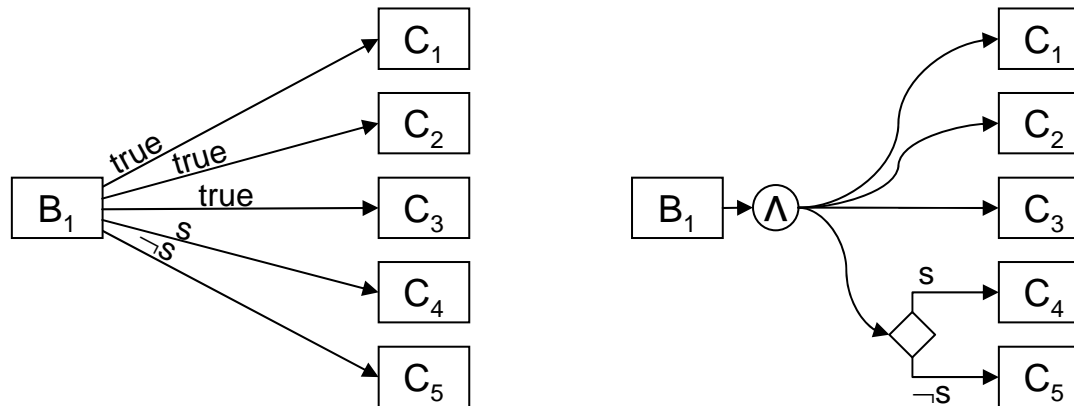 C₁
C₂
C₃
C₄
C₅
B₁
true
true
true
s
¬s
C₁
C₂
C₃
C₄
C₅
B₁
Λ
s
¬s